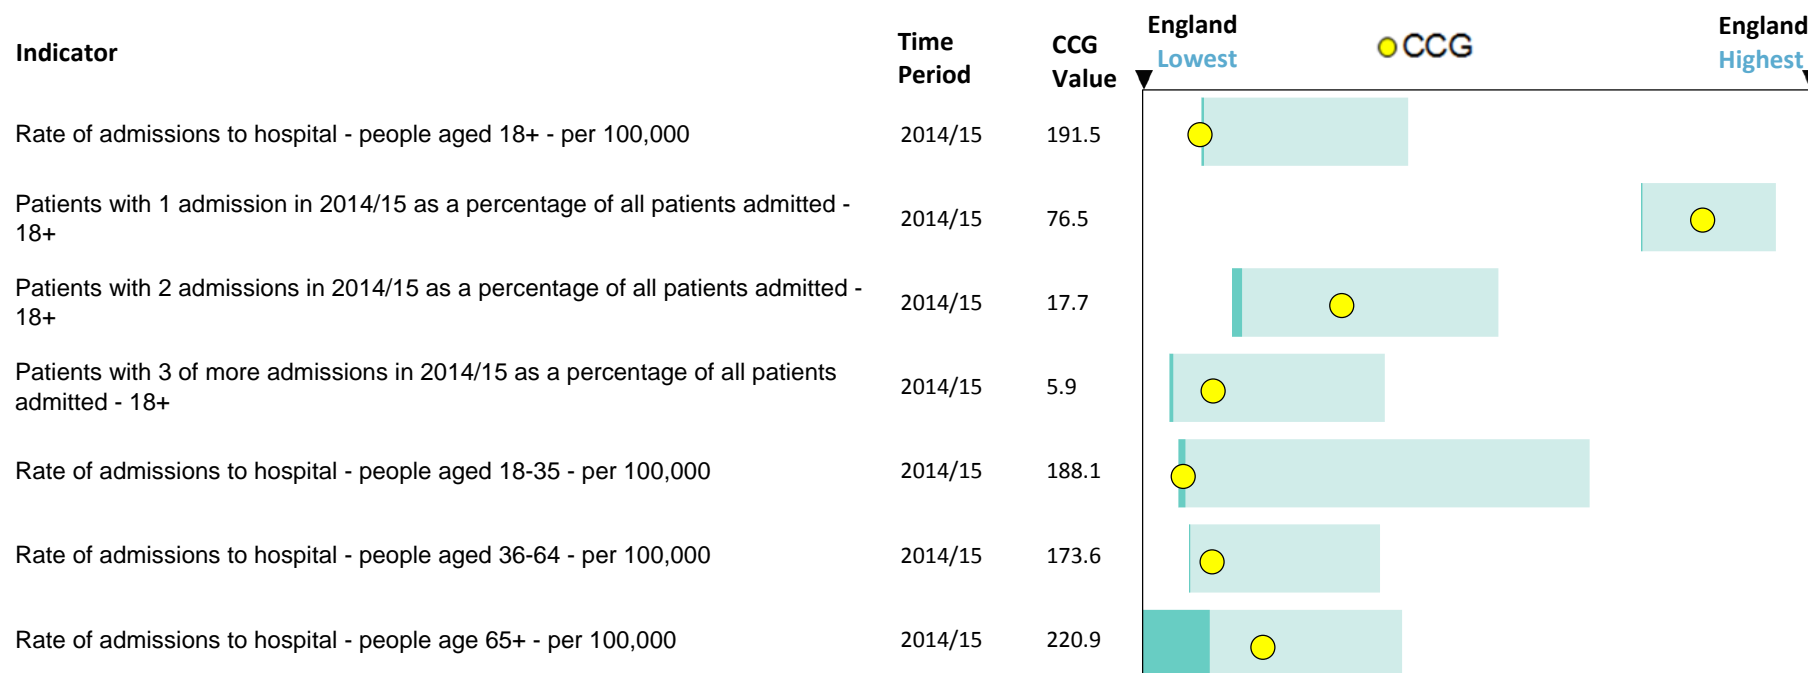 Indicator
Time
Period
CCG
Value
England
Lowest
CCG
England
Highest
Rate of admissions to hospital - people aged 18+ - per 100,000 2014/15 191.5
Patients with 1 admission in 2014/15 as a percentage of all patients admitted -
18+
2014/15 76.5
Patients with 2 admissions in 2014/15 as a percentage of all patients admitted -
18+
2014/15 17.7
Patients with 3 of more admissions in 2014/15 as a percentage of all patients
admitted - 18+
2014/15 5.9
Rate of admissions to hospital - people aged 18-35 - per 100,000 2014/15 188.1
Rate of admissions to hospital - people aged 36-64 - per 100,000 2014/15 173.6
Rate of admissions to hospital - people age 65+ - per 100,000 2014/15 220.9